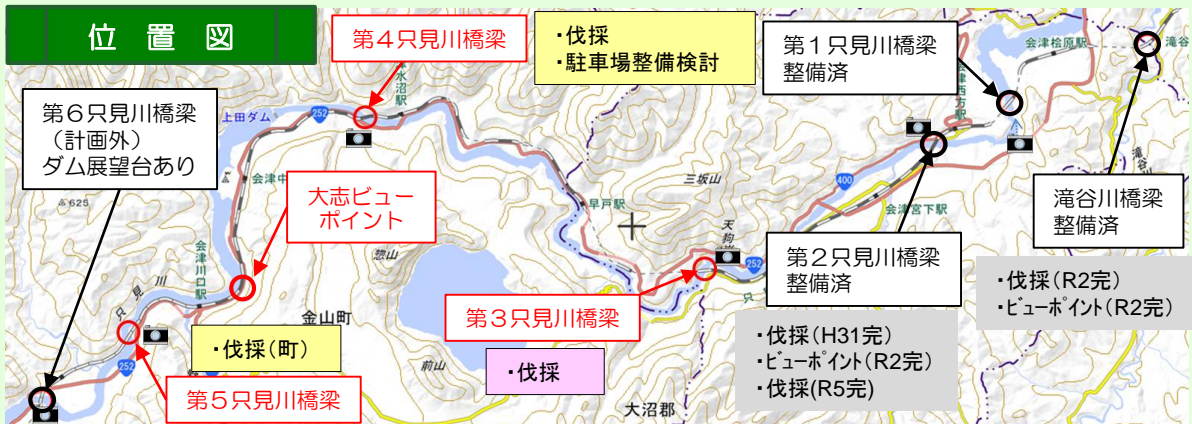 位置図
第4只見川橋梁
・伐採
・駐車場整備検討
第1只見川橋梁
整備済
会津桧原駅
滝谷
第6只見川橋梁
(計画外)
ダム展望台あり
上田ダム
252
水沼駅
会津西方駅
滝谷川橋梁
整備済
625
会津中
大志ビュー
ポイント
早戸駅
三坂山
400
会津宮下駅
天狗
252
第2只見川橋梁
整備済
惣山
会津川口駅
只見川
金山町
第3只見川橋梁
・伐採(R2完)
・ビューポイント(R2完)
・伐採(町)
252
第5只見川橋梁
前山
・伐採
大沼郡
・伐採(H31完)
・ビューポイント(R2完)
・伐採(R5完)